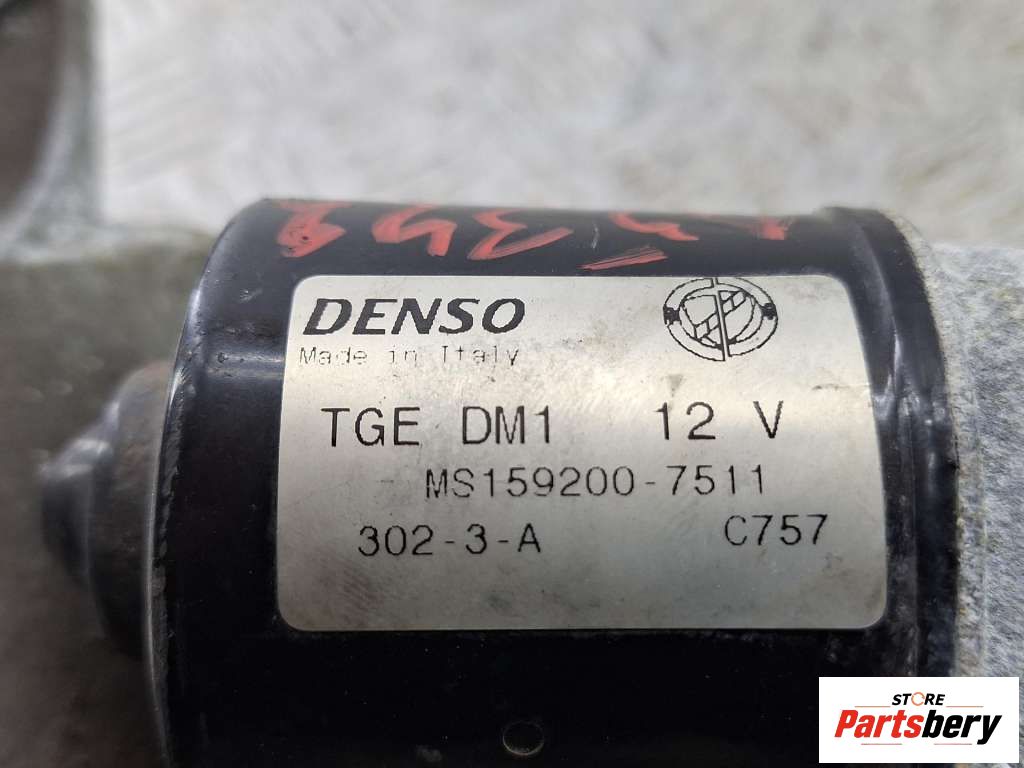 DENSO
Made in Italy
TGE DM1 12 V
MS159200-7511
302-3-A C757
STORE
Partsbery